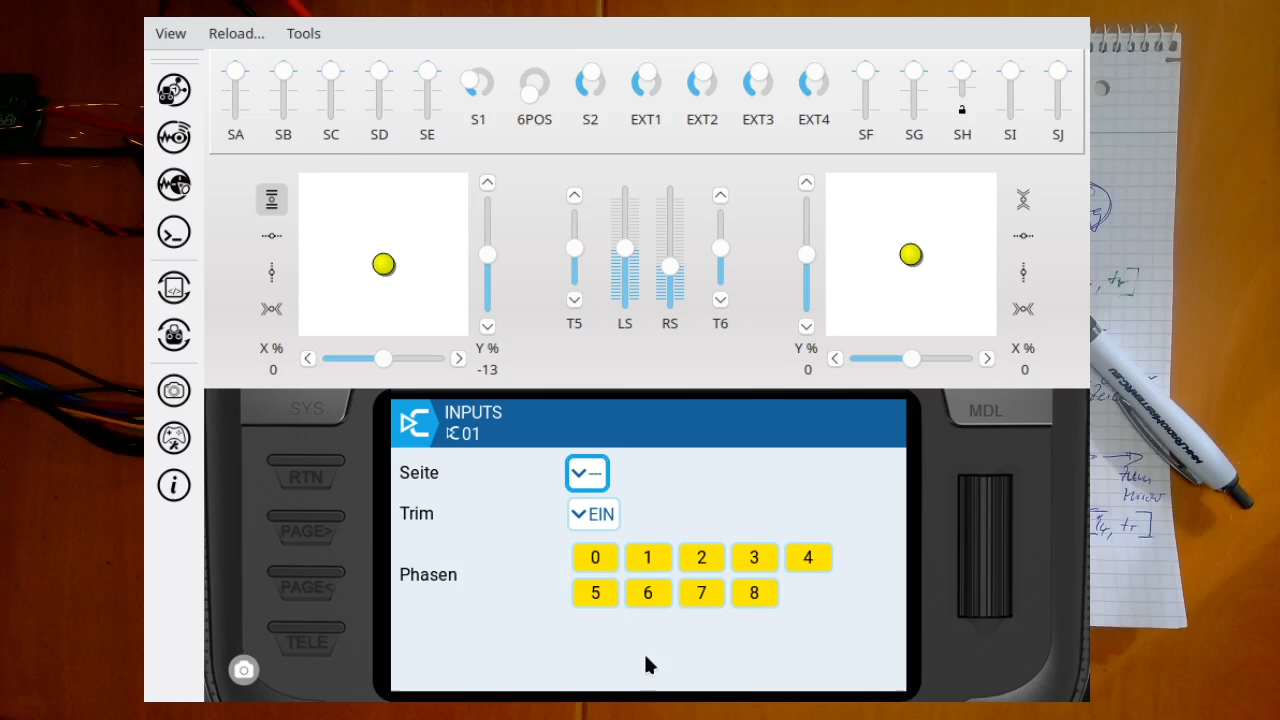 View Reload... Tools
SA SB SC SD SE S1 6POS S2 EXT1 EXT2 EXT3 EXT4 SF SG SH SI SJ
T5 LS RS T6
X % Y % Y % X %
0 -13 0 0
SYS MDL
INPUTS
01
RTN
PAGE>
PAGE<
TELE
Seite ---
Trim EIN
Phasen
0 1 2 3 4
5 6 7 8